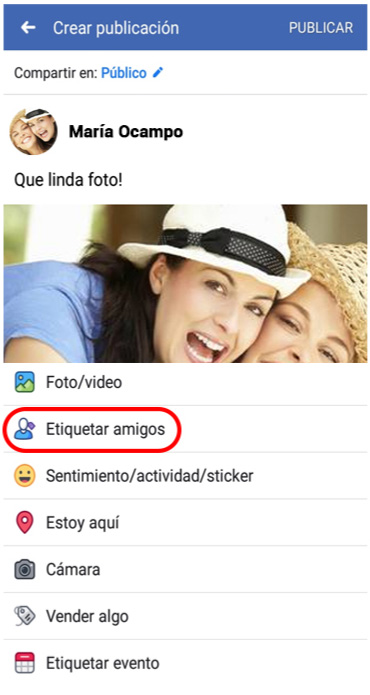 Crear publicación
PUBLICAR
Compartir en: Público
María Ocampo
Que linda foto!
Foto/video
Etiquetar amigos
Sentimiento/actividad/sticker
Estoy aquí
Cámara
Vender algo
Etiquetar evento